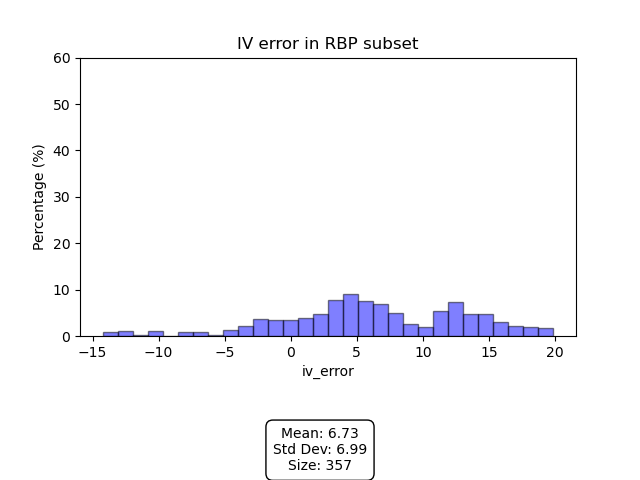 IV error in RBP subset
60
50
40
30
20
10
0
Percentage (%)
−15 −10 −5 0 5 10 15 20
iv_error
Mean: 6.73
Std Dev: 6.99
Size: 357